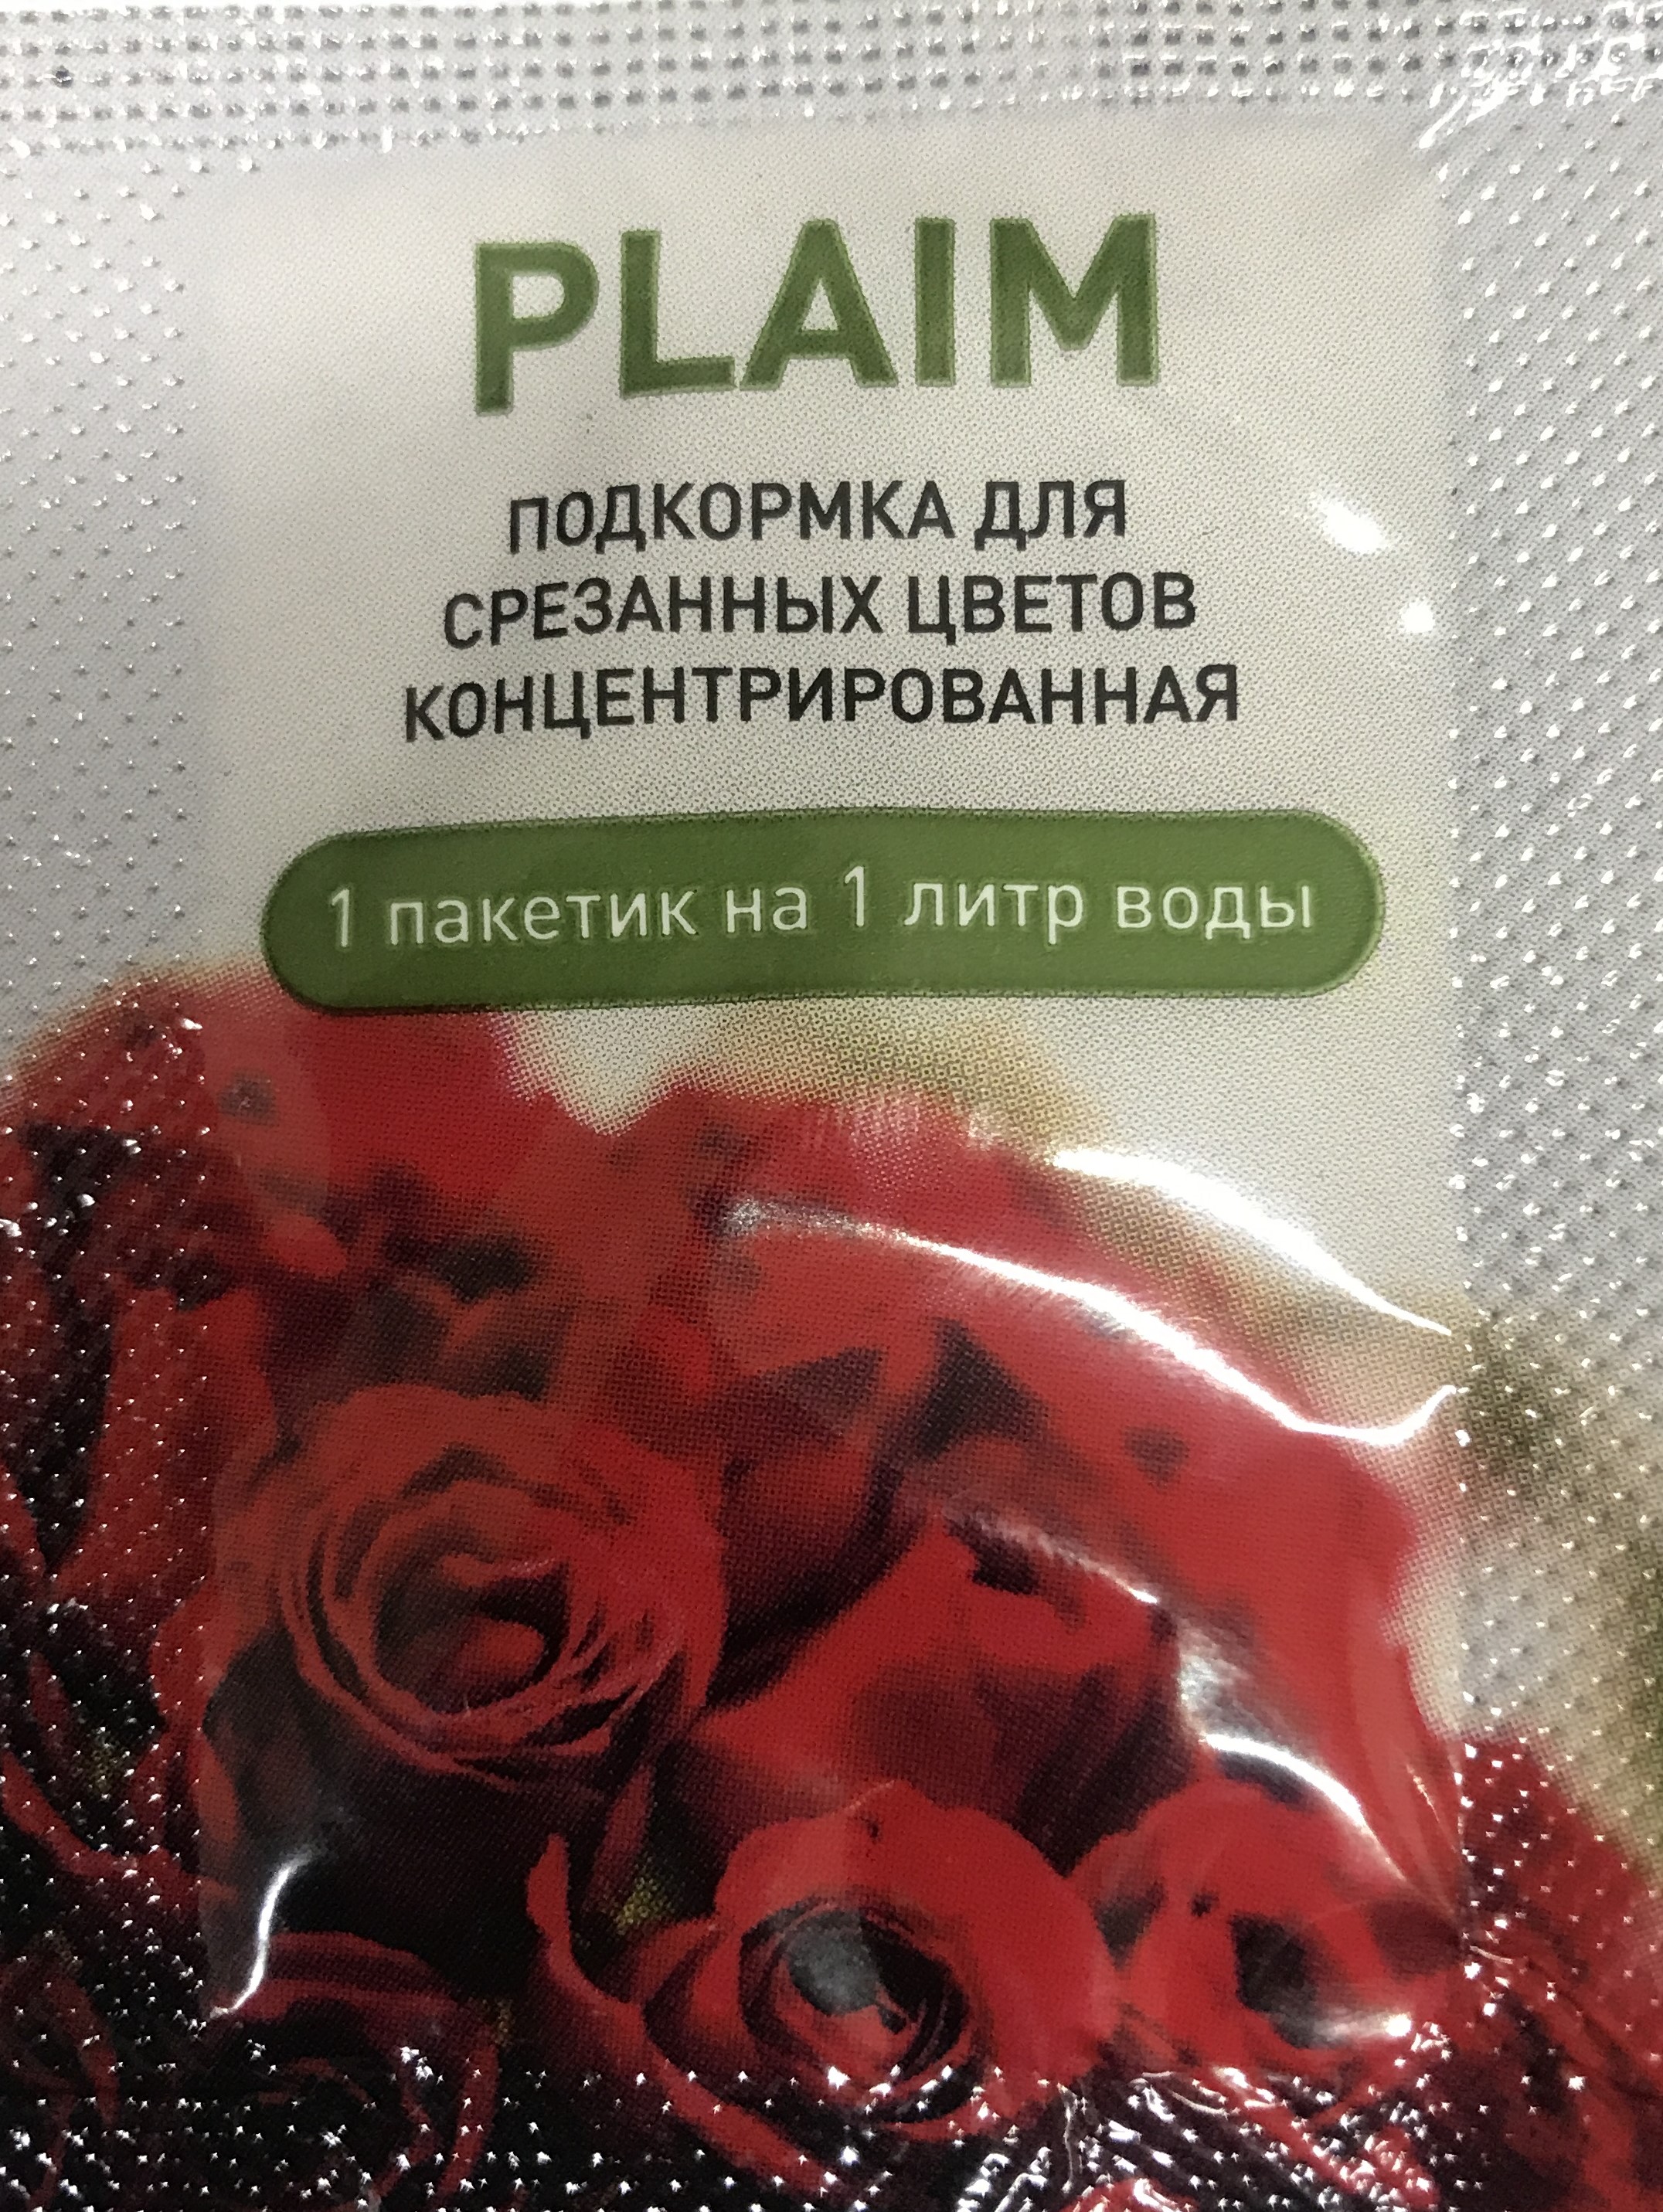 PLAIM
ПОДКОРМКА ДЛЯ
СРЕЗАННЫХ ЦВЕТОВ
КОНЦЕНТРИРОВАННАЯ
1 пакетик на 1 литр воды